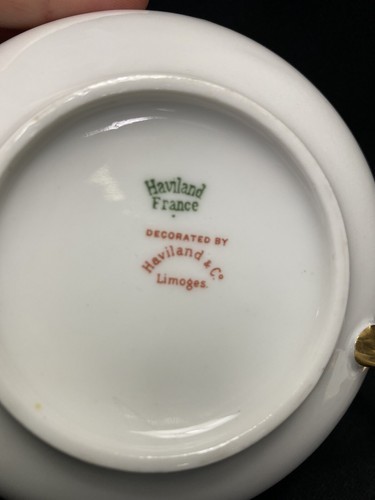 Haviland
France
DECORATED BY
Haviland & Co
Limoges.